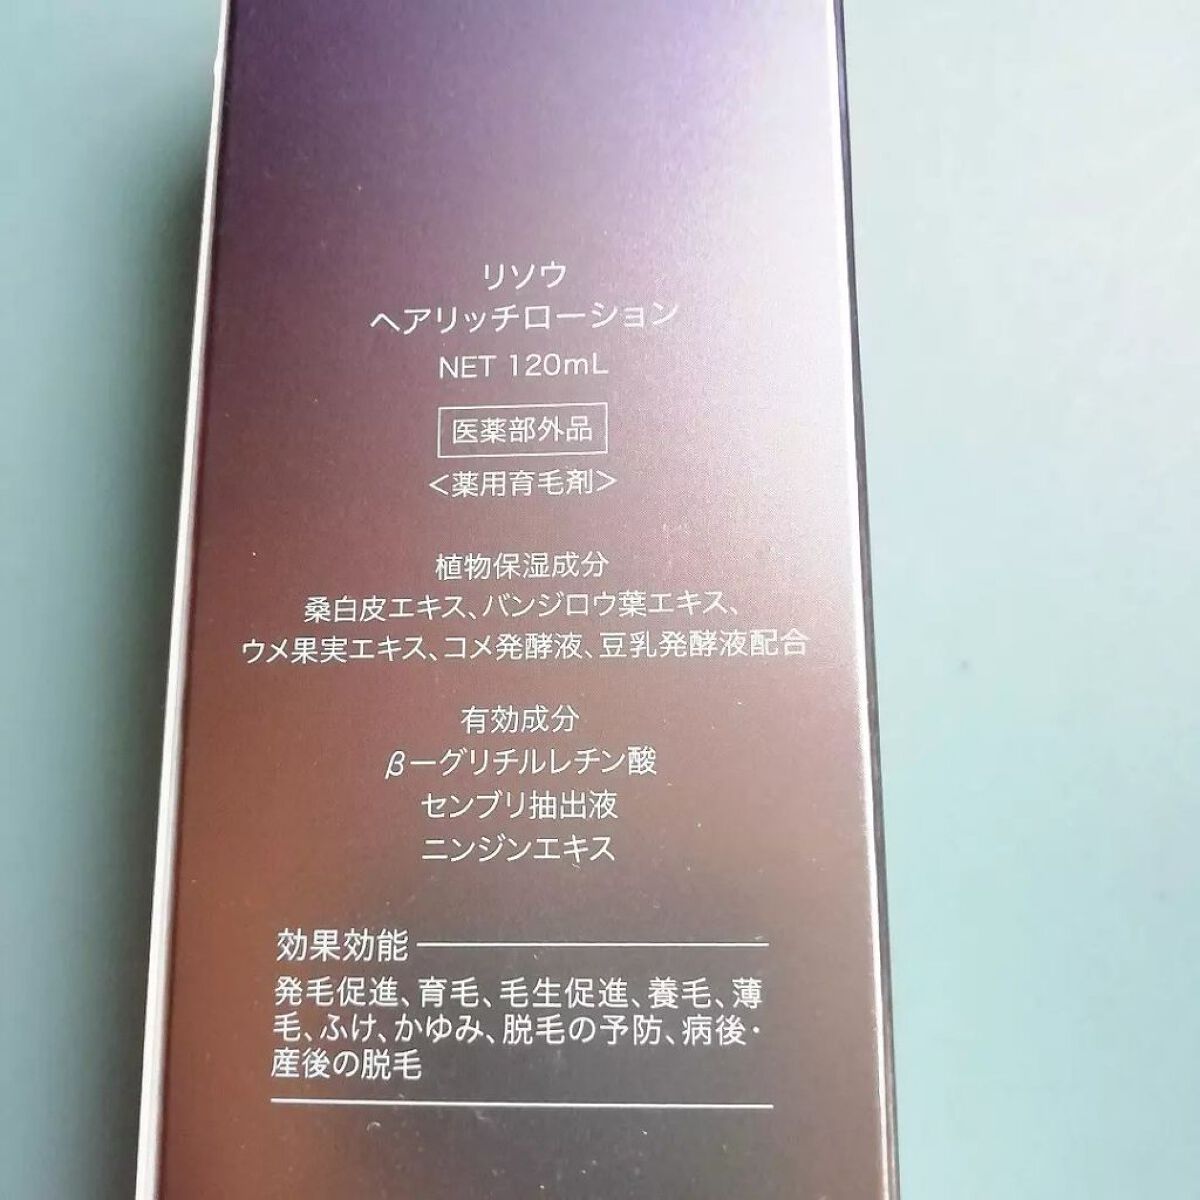 リソウ
ヘアリッチローション
NET 120mL
医薬部外品
<薬用育毛剤>
植物保湿成分
桑白皮エキス、バンジロウ葉エキス、
ウメ果実エキス、コメ発酵液、豆乳発酵液配合
有効成分
β-グリチルレチン酸
センブリ抽出液
ニンジンエキス
効果効能
発毛促進、育毛、毛生促進、養毛、薄
毛、ふけ、かゆみ、脱毛の予防、病後・
産後の脱毛